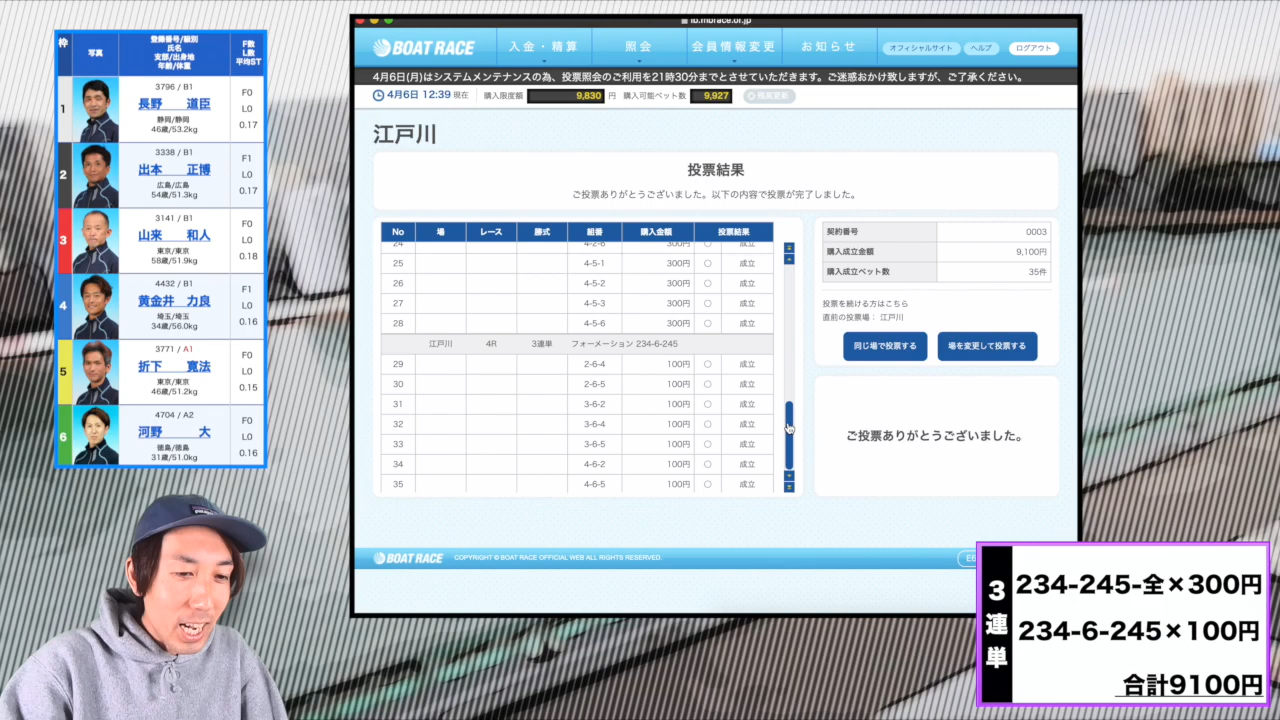 枠
写真
登録番号/級別
氏名
支部/出身地
年齢/体重
F数
L数
平均ST
1
3796 / B1
長野 道臣
静岡/静岡
46歳/53.2kg
F0
L0
0.17
2
3338 / B1
出本 正博
広島/広島
54歳/51.3kg
F1
L0
0.17
3
3141 / B1
山来 和人
東京/東京
58歳/51.9kg
F0
L0
0.18
4
4432 / B1
黄金井 力良
埼玉/埼玉
34歳/56.0kg
F1
L0
0.16
5
3771 / A1
折下 寛法
東京/東京
46歳/51.2kg
F0
L0
0.15
6
4704 / A2
河野 大
徳島/徳島
31歳/51.0kg
F0
L0
0.16
ib.mbrace.or.jp
BOAT RACE 入金・精算 照会 会員情報変更 お知らせ オフィシャルサイト ヘルプ ログアウト
4月6日(月)はシステムメンテナンスの為、投票照会のご利用を21時30分までとさせていただきます。ご迷惑おかけ致しますが、ご了承ください。
4月6日 12:39 現在 購入限度額 9,830 円 購入可能ベット数 9,927 残高更新
江戸川
投票結果
ご投票ありがとうございました。以下の内容で投票が完了しました。
No 場 レース 勝式 組番 購入金額 投票結果
24 4-2-6 300円 ○ 成立
25 4-5-1 300円 ○ 成立
26 4-5-2 300円 ○ 成立
27 4-5-3 300円 ○ 成立
28 4-5-6 300円 ○ 成立
江戸川 4R 3連単 フォーメーション 234-6-245
29 2-6-4 100円 ○ 成立
30 2-6-5 100円 ○ 成立
31 3-6-2 100円 ○ 成立
32 3-6-4 100円 ○ 成立
33 3-6-5 100円 ○ 成立
34 4-6-2 100円 ○ 成立
35 4-6-5 100円 ○ 成立
契約番号 0003
購入成立金額 9,100円
購入成立ベット数 35件
投票を続ける方はこちら
直前の投票場： 江戸川
同じ場で投票する 場を変更して投票する
ご投票ありがとうございました。
BOAT RACE COPYRIGHT © BOAT RACE OFFICIAL WEB ALL RIGHTS RESERVED.
3連単
234-245-全×300円
234-6-245×100円
合計9100円